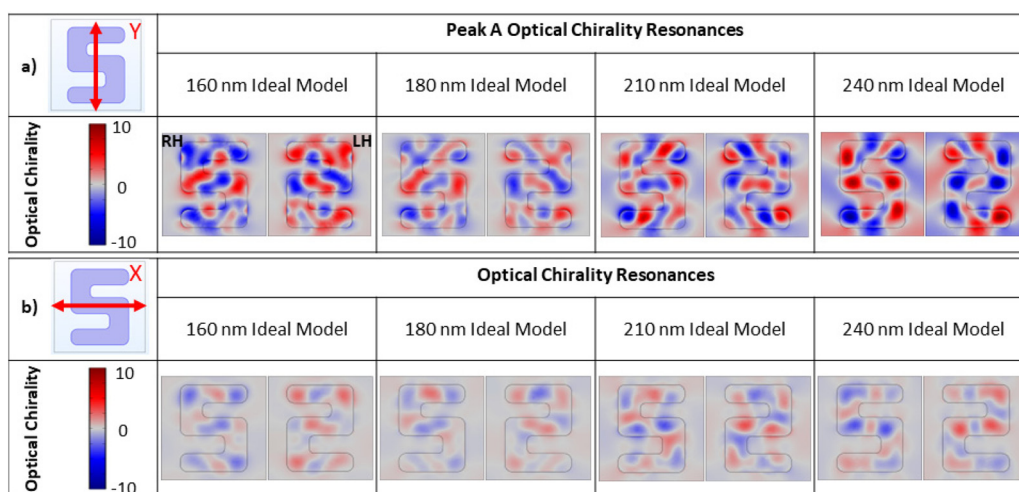 Y
Peak A Optical Chirality Resonances
a)
160 nm Ideal Model
180 nm Ideal Model
210 nm Ideal Model
240 nm Ideal Model
Optical Chirality
10
0
-10
RH
LH
X
Optical Chirality Resonances
b)
160 nm Ideal Model
180 nm Ideal Model
210 nm Ideal Model
240 nm Ideal Model
Optical Chirality
10
0
-10